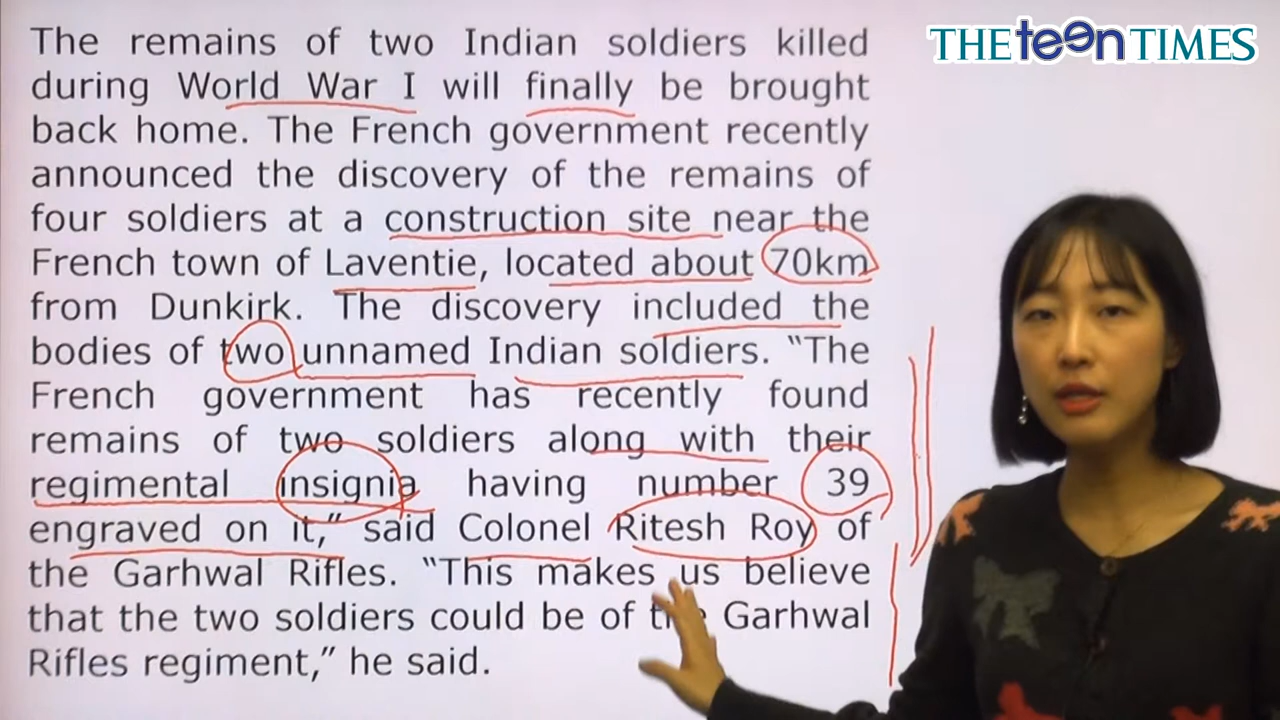 THE teen TIMES
The remains of two Indian soldiers killed
during World War I will finally be brought
back home. The French government recently
announced the discovery of the remains of
four soldiers at a construction site near the
French town of Laventie, located about 70km
from Dunkirk. The discovery included the
bodies of two unnamed Indian soldiers. “The
French government has recently found
remains of two soldiers along with their
regimental insignia having number 39
engraved on it,” said Colonel Ritesh Roy of
the Garhwal Rifles. “This makes us believe
that the two soldiers could be of the Garhwal
Rifles regiment,” he said.